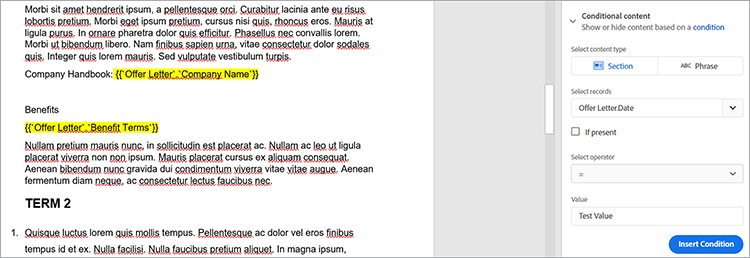 Morbi sit amet hendrerit ipsum, a pellentesque orci. Curabitur lacinia ante eu risus
lobortis pretium. Morbi eget ipsum pretium, cursus nisi quis, rhoncus eros. Mauris at
ligula purus. In ornare pharetra dolor quis efficitur. Phasellus nec convallis lorem.
Morbi ut bibendum libero. Nam finibus sapien urna, vitae consectetur dolor sodales
quis. Integer quis lorem mauris. Sed vulputate vestibulum turpis.
Company Handbook: {{`Offer Letter`.`Company Name`}}
Benefits
{{`Offer Letter`.`Benefit Terms`}}
Nullam pretium mauris nunc, in sollicitudin est placerat ac. Nullam ac leo ut ligula
placerat viverra non non ipsum. Mauris placerat cursus ex aliquam consequat.
Aenean bibendum nunc gravida dui condimentum viverra vitae vitae augue. Aenean
fermentum diam neque, ac consectetur lectus faucibus nec.
TERM 2
1. Quisque luctus lorem quis mollis tempus. Pellentesque ac dolor vel eros finibus
tempus id et ex. Nulla facilisi. Nulla faucibus pretium aliquet. In magna ipsum,
Conditional content
Show or hide content based on a condition
Select content type
Section
ABC Phrase
Select records
Offer Letter.Date
If present
Select operator
=
Value
Test Value
Insert Condition